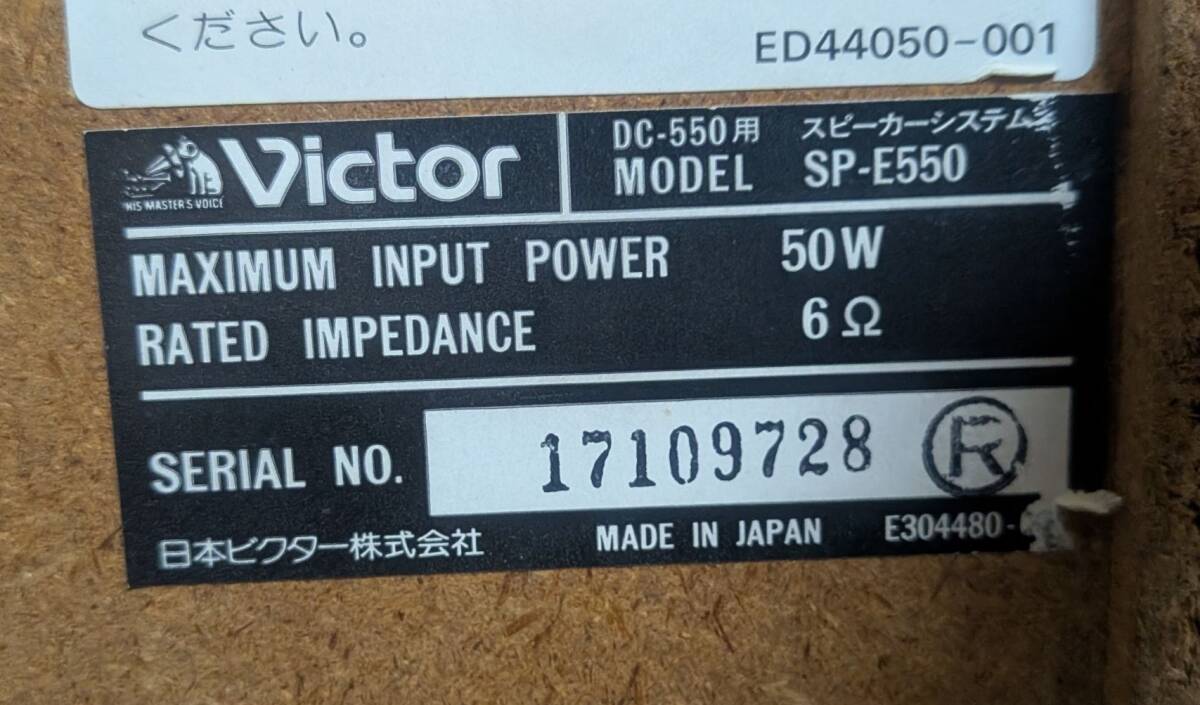 ください。
ED44050-001
Victor
HIS MASTER'S VOICE
DC-550用 スピーカーシステム
MODEL SP-E550
MAXIMUM INPUT POWER 50W
RATED IMPEDANCE 6Ω
SERIAL NO. 17109728 R
日本ビクター株式会社 MADE IN JAPAN E304480-